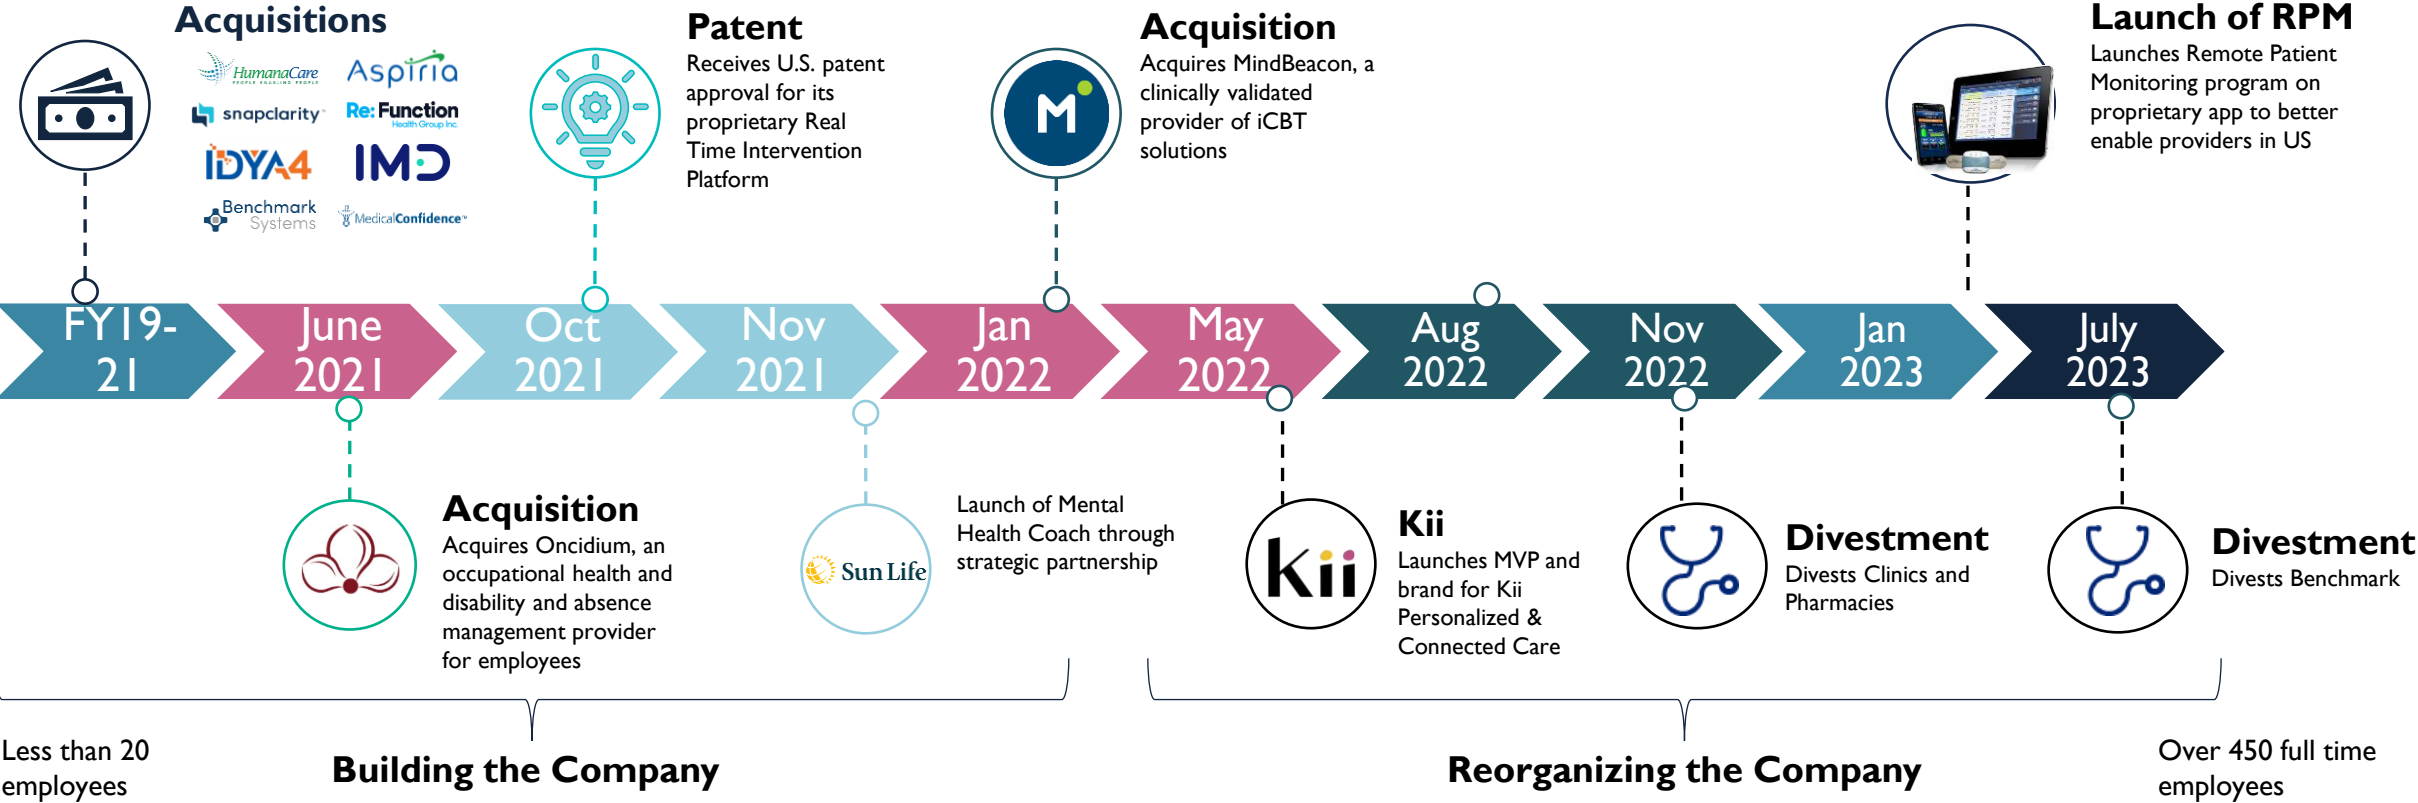 Acquisitions
HumanaCare
PEOPLE ENABLING PEOPLE
Aspiria
snapclarity
Re:Function
Health Group Inc.
IDYA4
IMD
Benchmark
Systems
MedicalConfidence™
Patent
Receives U.S. patent
approval for its
proprietary Real
Time Intervention
Platform
M
Acquisition
Acquires MindBeacon, a
clinically validated
provider of iCBT
solutions
Launch of RPM
Launches Remote Patient
Monitoring program on
proprietary app to better
enable providers in US
FY19-
21
June
2021
Oct
2021
Nov
2021
Jan
2022
May
2022
Aug
2022
Nov
2022
Jan
2023
July
2023
Acquisition
Acquires Oncidium, an
occupational health and
disability and absence
management provider
for employees
Sun Life
Launch of Mental
Health Coach through
strategic partnership
kii
Kii
Launches MVP and
brand for Kii
Personalized &
Connected Care
Divestment
Divests Clinics and
Pharmacies
Divestment
Divests Benchmark
Less than 20
employees
Building the Company
Reorganizing the Company
Over 450 full time
employees